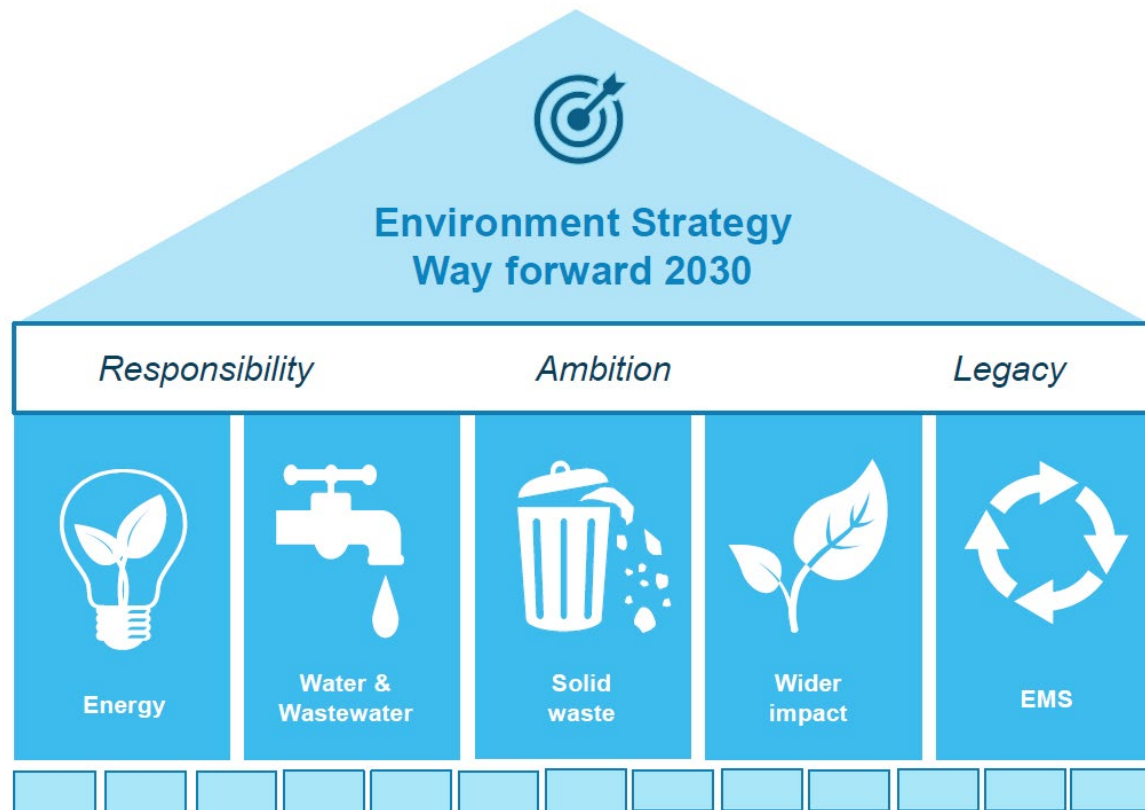 Environment Strategy
Way forward 2030
Responsibility Ambition Legacy
Energy
Water &
Wastewater
Solid
waste
Wider
impact
EMS